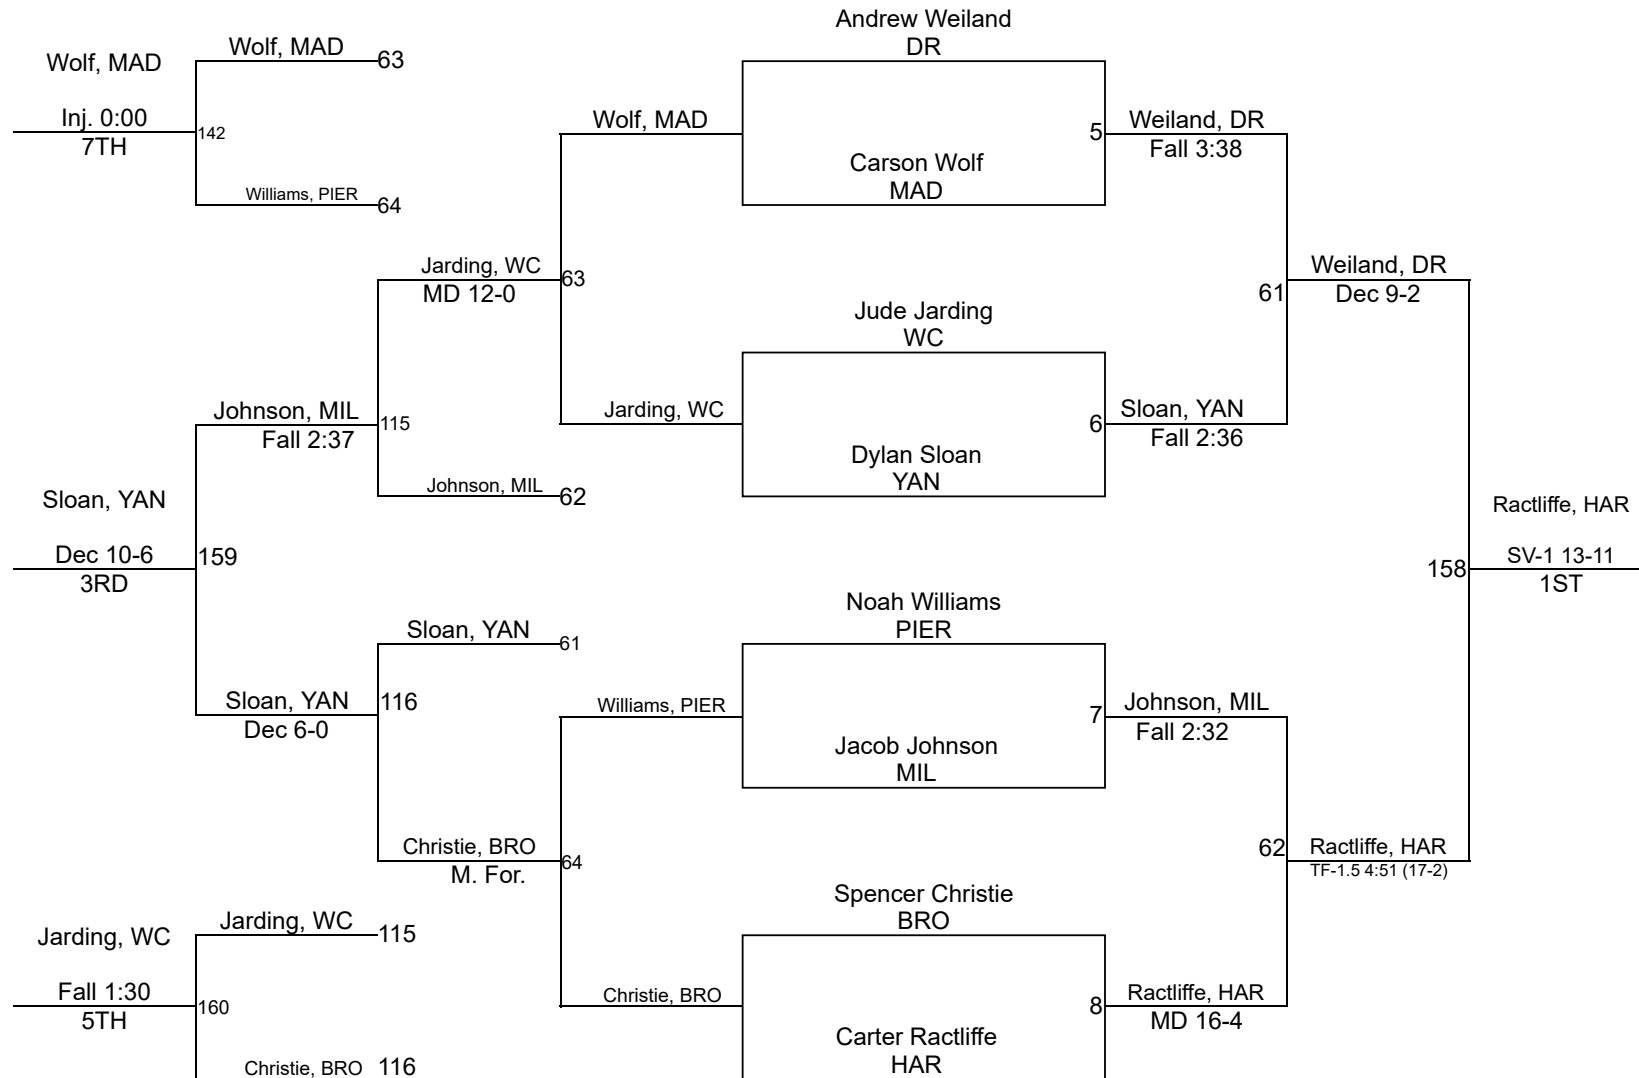 Andrew Weiland
DR
Wolf, MAD
63
Wolf, MAD
Inj. 0:00
142
7TH
Williams, PIER
64
Wolf, MAD
5
Weiland, DR
Fall 3:38
Carson Wolf
MAD
Jarding, WC
63
MD 12-0
61
Weiland, DR
Dec 9-2
Jude Jarding
WC
Johnson, MIL
115
Fall 2:37
Jarding, WC
6
Sloan, YAN
Fall 2:36
Dylan Sloan
YAN
Johnson, MIL
62
Sloan, YAN
Dec 10-6
159
3RD
Ractliffe, HAR
158
SV-1 13-11
1ST
Noah Williams
PIER
Sloan, YAN
61
Sloan, YAN
116
Dec 6-0
Williams, PIER
7
Johnson, MIL
Fall 2:32
Jacob Johnson
MIL
Christie, BRO
64
M. For.
62
Ractliffe, HAR
TF-1.5 4:51 (17-2)
Spencer Christie
BRO
Jarding, WC
115
Jarding, WC
Fall 1:30
160
5TH
Christie, BRO
116
Christie, BRO
8
Ractliffe, HAR
MD 16-4
Carter Ractliffe
HAR